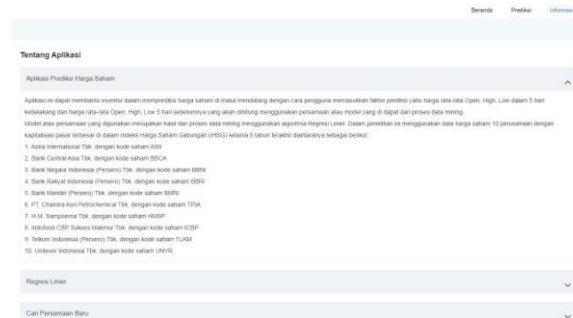 Beranda Prediksi Informasi
Tentang Aplikasi
Aplikasi Prediksi Harga Saham
Aplikasi ini dapat membantu investor dalam memprediksi harga saham di masa mendatang dengan cara pengguna memasukkan faktor prediksi yaitu harga rata-rata Open, High, Low dalam 5 hari
kebelakang dan harga rata-rata Open, High, Low 5 hari sebelumnya yang akan dihitung menggunakan persamaan atau model yang di dapat dari proses data mining.
Model atau persamaan yang digunakan merupakan hasil dari proses data mining menggunakan algoritma Regresi Linier. Dalam penelitian ini menggunakan data harga saham 10 perusahaan dengan
kapitalisasi pasar terbesar di dalam Indeks Harga Saham Gabungan (IHSG) selama 5 tahun terakhir diantaranya sebagai berikut :
1. Astra International Tbk. dengan kode saham ASII
2. Bank Central Asia Tbk. dengan kode saham BBCA
3. Bank Negara Indonesia (Persero) Tbk. dengan kode saham BBNI
4. Bank Rakyat Indonesia (Persero) Tbk. dengan kode saham BBRI
5. Bank Mandiri (Persero) Tbk. dengan kode saham BMRI
6. PT. Chandra Asri Petrochemical Tbk. dengan kode saham TPIA
7. H.M. Sampoerna Tbk. dengan kode saham HMSP
8. Indofood CBP Sukses Makmur Tbk. dengan kode saham ICBP
9. Telkom Indonesia (Persero) Tbk. dengan kode saham TLKM
10. Unilever Indonesia Tbk. dengan kode saham UNVR
Regresi Linier
Cari Persamaan Baru